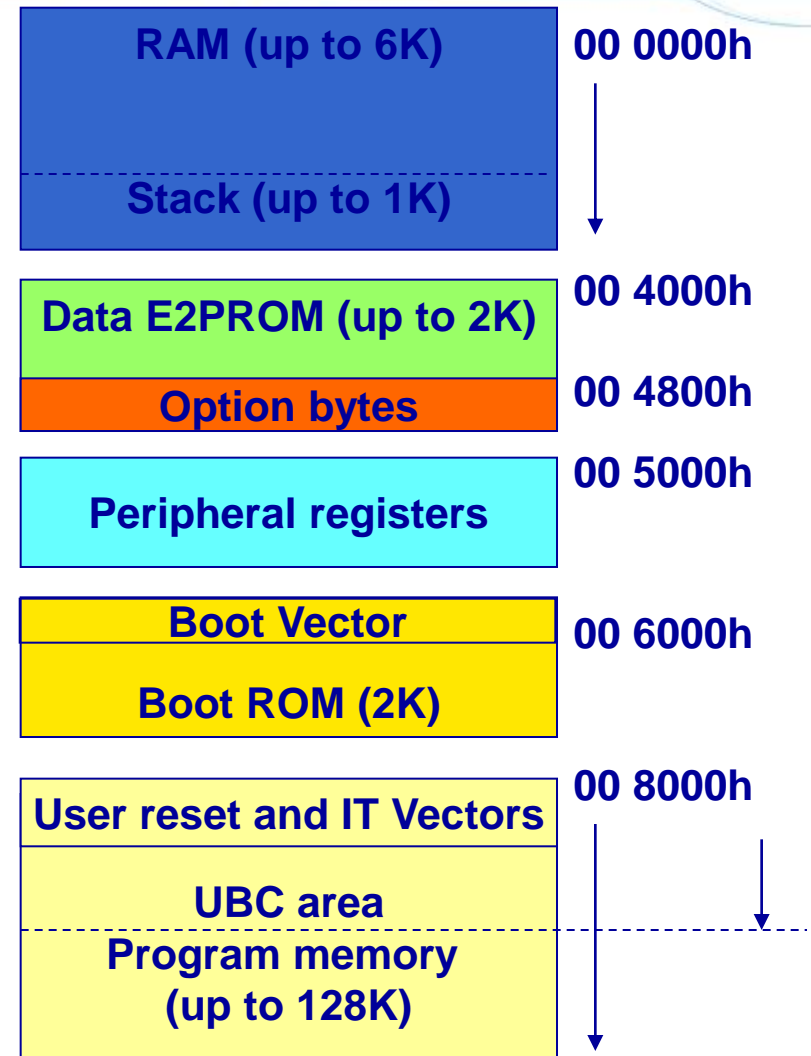 RAM (up to 6K)
00 0000h
Stack (up to 1K)
00 4000h
Data E2PROM (up to 2K)
00 4800h
Option bytes
00 5000h
Peripheral registers
Boot Vector
00 6000h
Boot ROM (2K)
00 8000h
User reset and IT Vectors
UBC area
Program memory
(up to 128K)